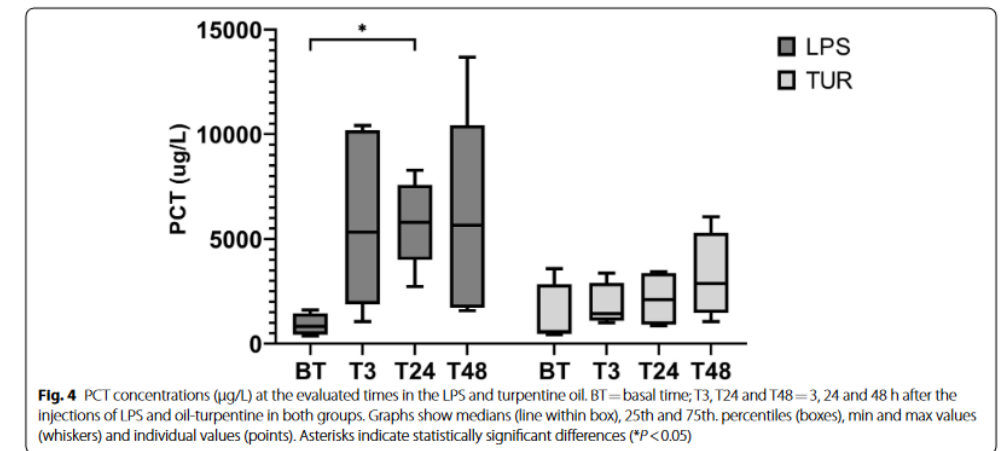 15000
*
LPS
TUR
10000
PCT (ug/L)
5000
0
BT T3 T24 T48 BT T3 T24 T48
Fig. 4 PCT concentrations (µg/L) at the evaluated times in the LPS and turpentine oil. BT = basal time; T3, T24 and T48 = 3, 24 and 48 h after the
injections of LPS and oil-turpentine in both groups. Graphs show medians (line within box), 25th and 75th. percentiles (boxes), min and max values
(whiskers) and individual values (points). Asterisks indicate statistically significant differences (*P < 0.05)